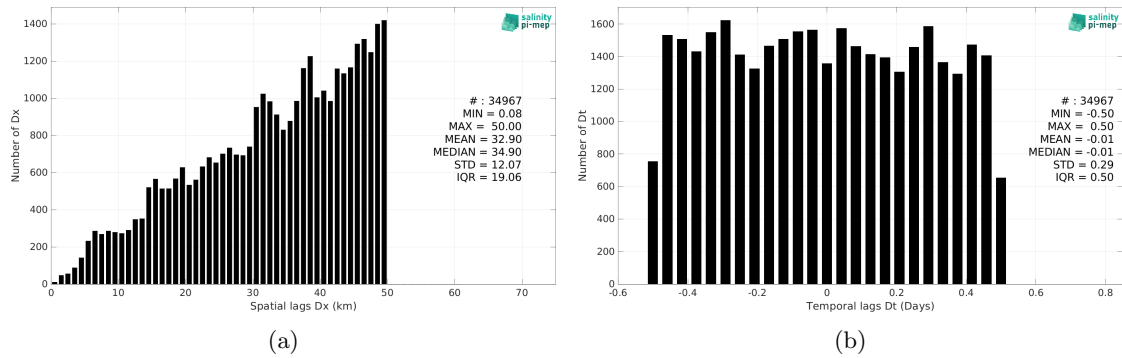 1400
1200
1000
800
600
400
200
0
Number of Dx
0 10 20 30 40 50 60 70
Spatial lags Dx (km)
salinity
pi-mep
# : 34967
MIN = 0.08
MAX = 50.00
MEAN = 32.90
MEDIAN = 34.90
STD = 12.07
IQR = 19.06
(a)
1600
1400
1200
1000
800
600
400
200
0
Number of Dt
-0.6 -0.4 -0.2 0 0.2 0.4 0.6 0.8
Temporal lags Dt (Days)
salinity
pi-mep
# : 34967
MIN = -0.50
MAX = 0.50
MEAN = -0.01
MEDIAN = -0.01
STD = 0.29
IQR = 0.50
(b)